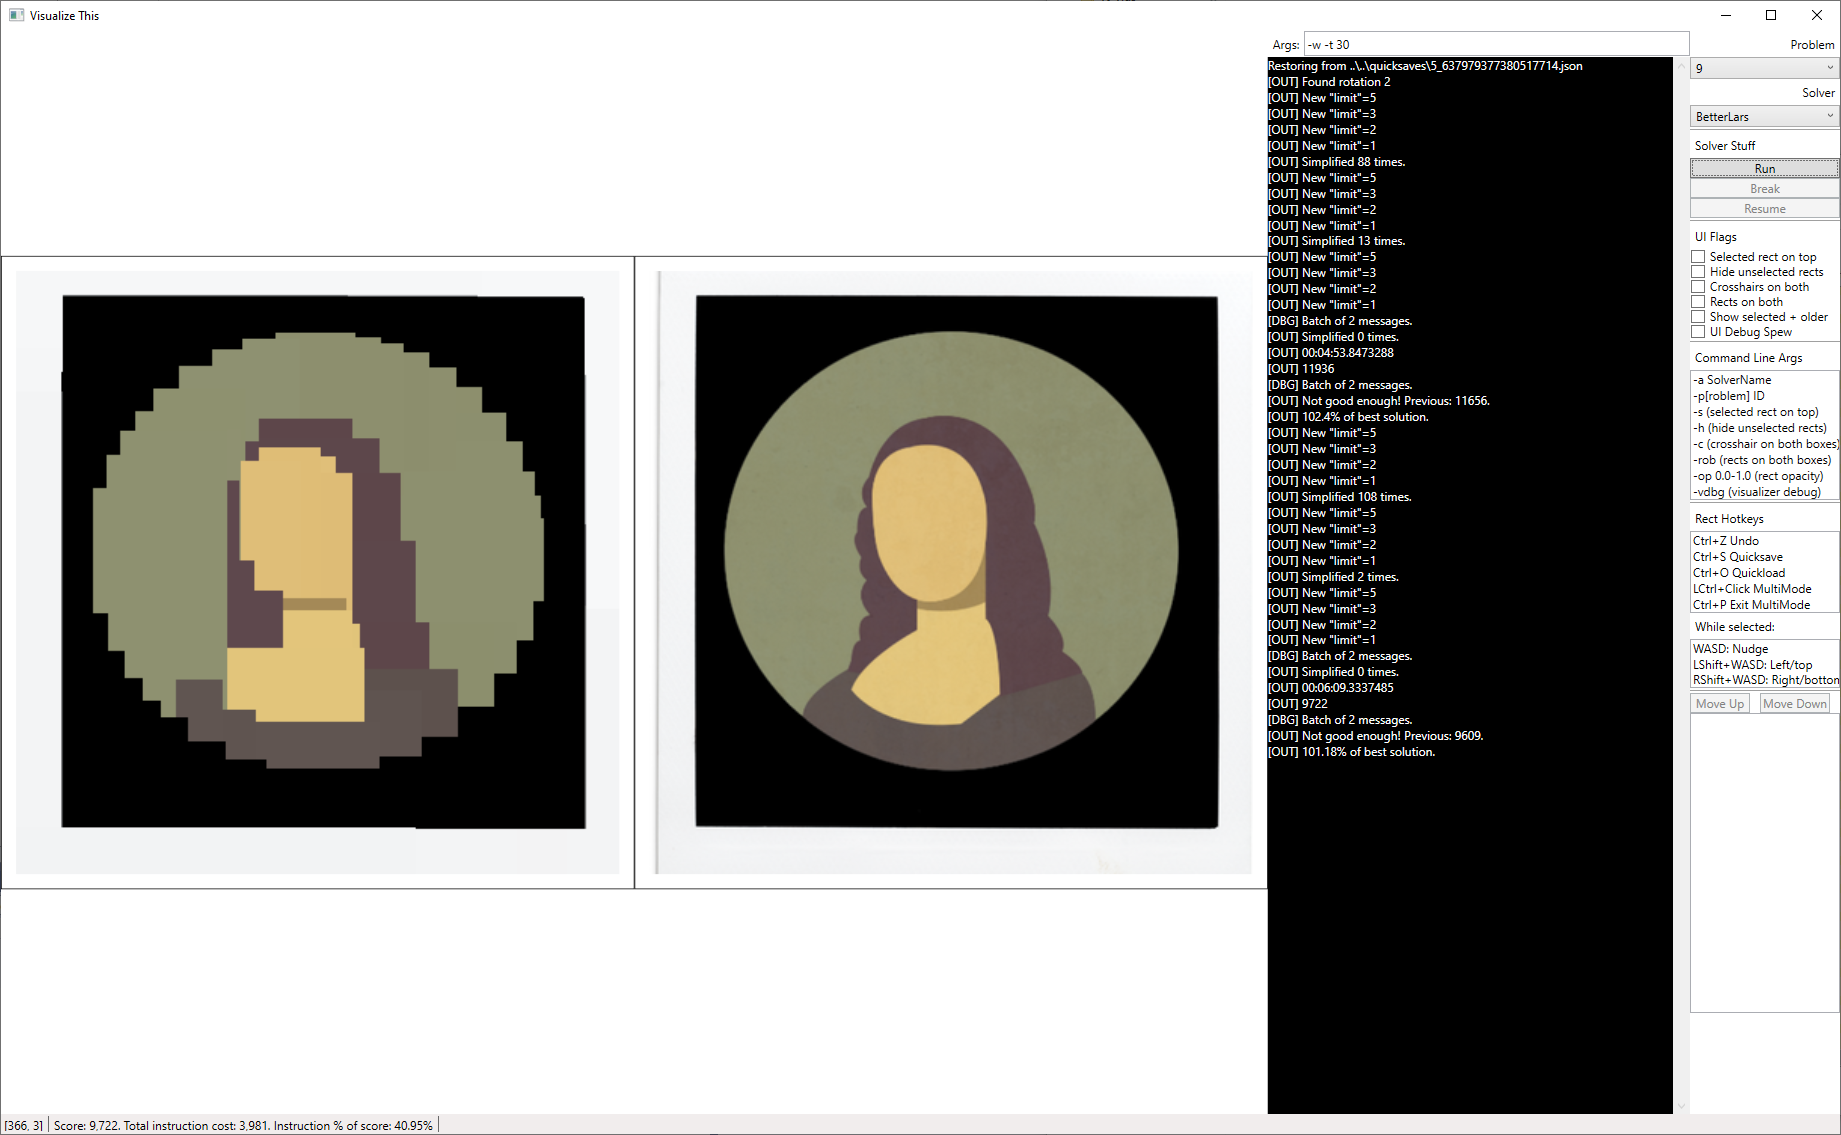 Visualize This
Args: -w -t 30
Restoring from ..\..\quicksaves\5_637979377380517714.json
[OUT] Found rotation 2
[OUT] New "limit"=5
[OUT] New "limit"=3
[OUT] New "limit"=2
[OUT] New "limit"=1
[OUT] Simplified 88 times.
[OUT] New "limit"=5
[OUT] New "limit"=3
[OUT] New "limit"=2
[OUT] New "limit"=1
[OUT] Simplified 13 times.
[OUT] New "limit"=5
[OUT] New "limit"=3
[OUT] New "limit"=2
[OUT] New "limit"=1
[DBG] Batch of 2 messages.
[OUT] Simplified 0 times.
[OUT] 00:04:53.8473288
[OUT] 11936
[DBG] Batch of 2 messages.
[OUT] Not good enough! Previous: 11656.
[OUT] 102.4% of best solution.
[OUT] New "limit"=5
[OUT] New "limit"=3
[OUT] New "limit"=2
[OUT] New "limit"=1
[OUT] Simplified 108 times.
[OUT] New "limit"=5
[OUT] New "limit"=3
[OUT] New "limit"=2
[OUT] New "limit"=1
[OUT] Simplified 2 times.
[OUT] New "limit"=5
[OUT] New "limit"=3
[OUT] New "limit"=2
[OUT] New "limit"=1
[DBG] Batch of 2 messages.
[OUT] Simplified 0 times.
[OUT] 00:06:09.3337485
[OUT] 9722
[DBG] Batch of 2 messages.
[OUT] Not good enough! Previous: 9609.
[OUT] 101.18% of best solution.
Problem
9
Solver
BetterLars
Solver Stuff
Run
Break
Resume
UI Flags
Selected rect on top
Hide unselected rects
Crosshairs on both
Rects on both
Show selected + older
UI Debug Spew
Command Line Args
-a SolverName
-p[roblem] ID
-s (selected rect on top)
-h (hide unselected rects)
-c (crosshair on both boxes)
-rob (rects on both boxes)
-op 0.0-1.0 (rect opacity)
-vdbg (visualizer debug)
Rect Hotkeys
Ctrl+Z Undo
Ctrl+S Quicksave
Ctrl+O Quickload
LCtrl+Click MultiMode
Ctrl+P Exit MultiMode
While selected:
WASD: Nudge
LShift+WASD: Left/top
RShift+WASD: Right/bottom
Move Up Move Down
[366, 3] Score: 9,722. Total instruction cost: 3,981. Instruction % of score: 40.95%